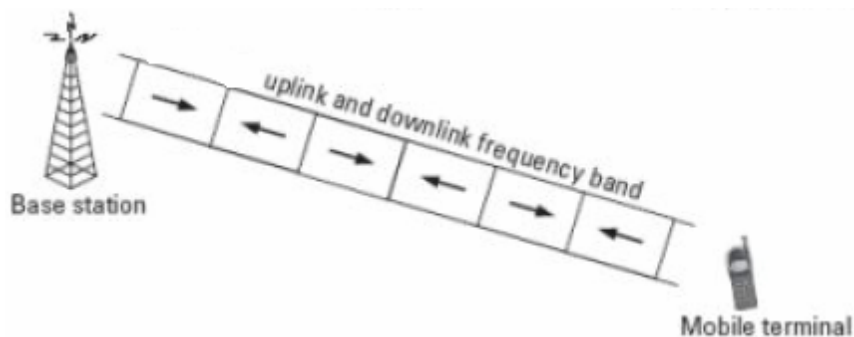 uplink and downlink frequency band
Base station
Mobile terminal